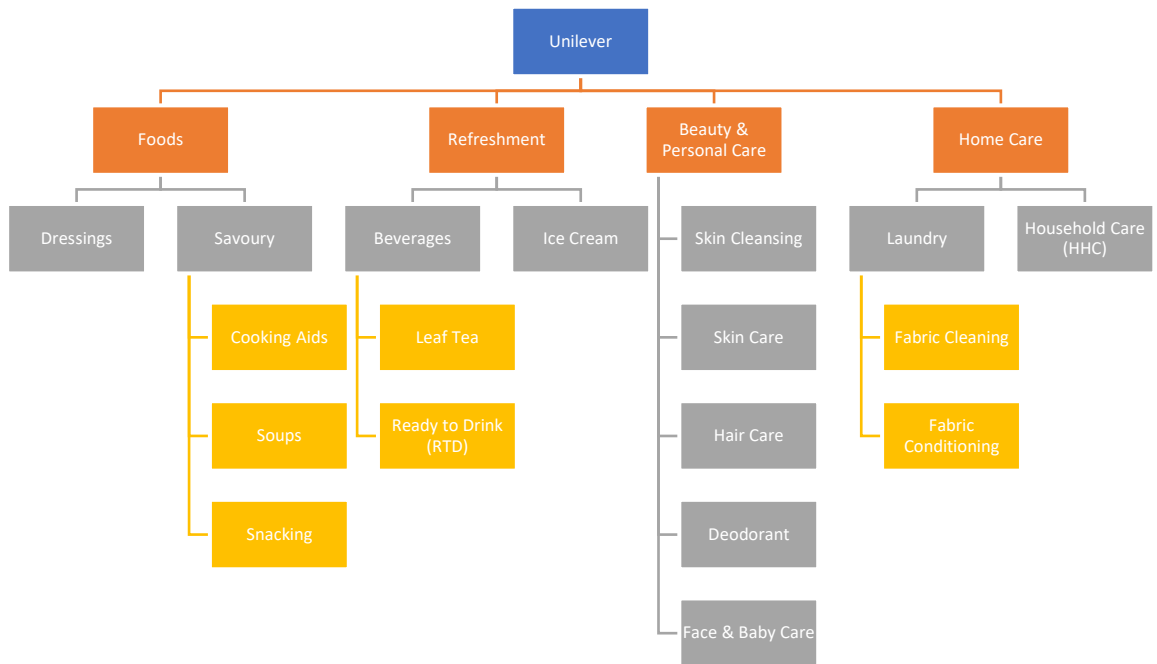 Unilever
Foods
Refreshment
Beauty &
Personal Care
Home Care
Dressings
Savoury
Beverages
Ice Cream
Skin Cleansing
Laundry
Household Care
(HHC)
Cooking Aids
Leaf Tea
Skin Care
Fabric Cleaning
Soups
Ready to Drink
(RTD)
Hair Care
Fabric
Conditioning
Snacking
Deodorant
Face & Baby Care